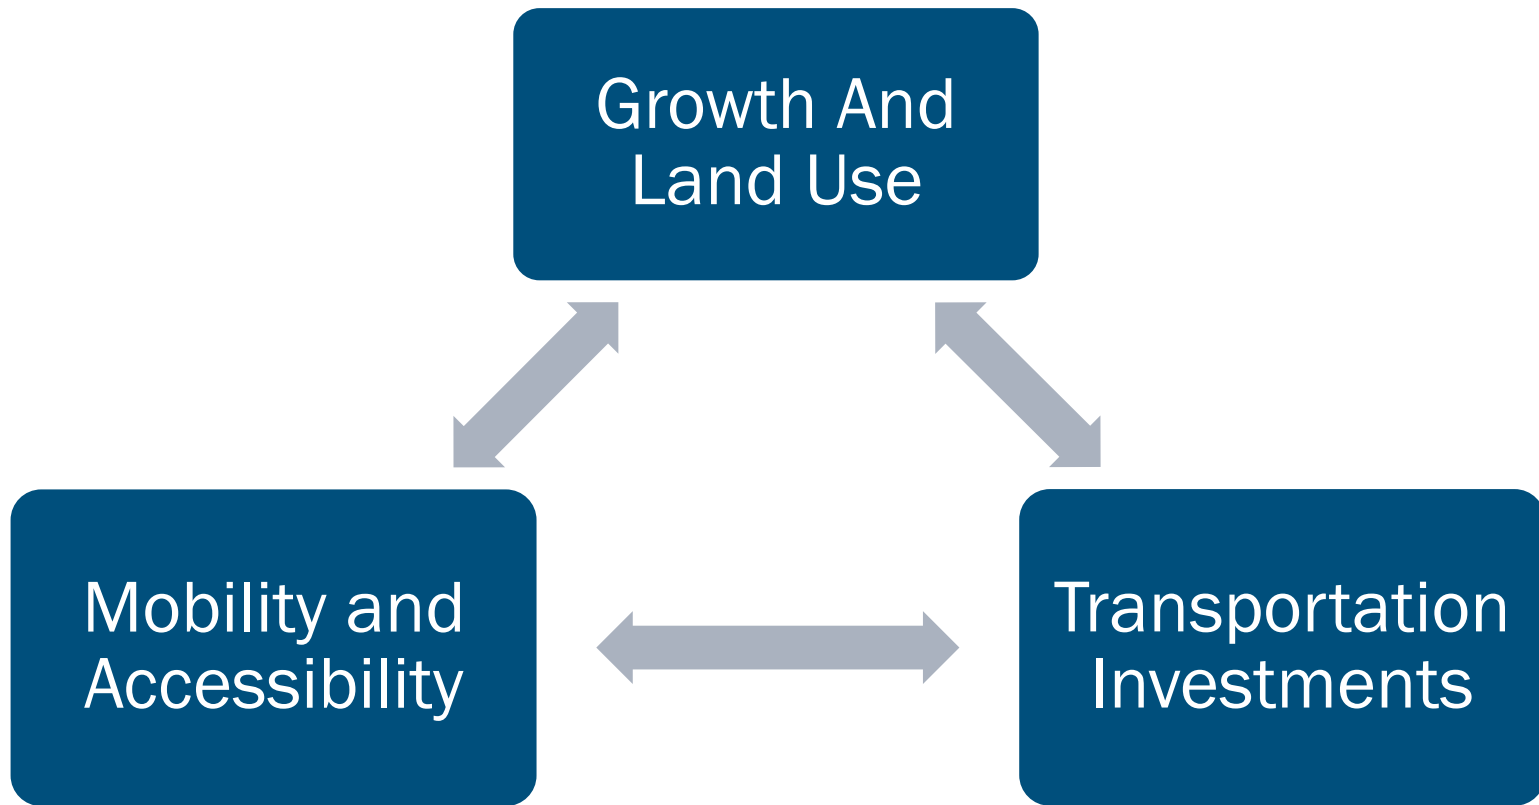 Growth And
Land Use
Mobility and
Accessibility
Transportation
Investments